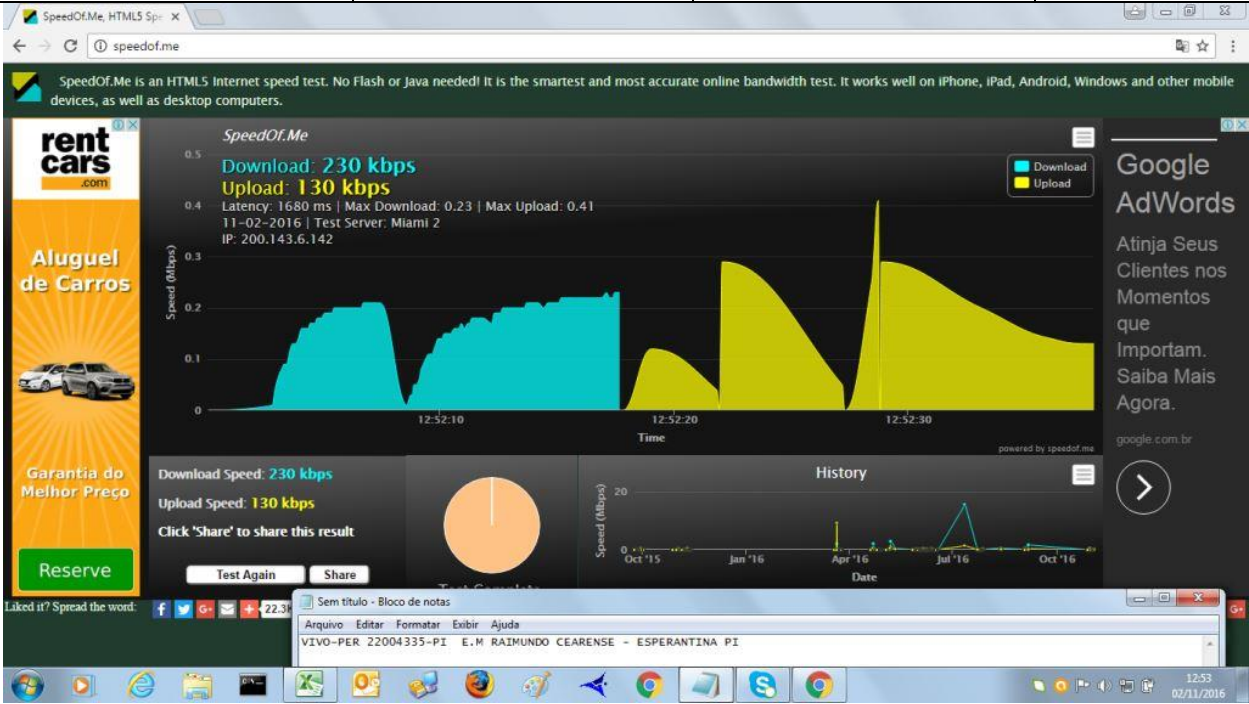 SpeedOf.Me, HTML5 Spe
speedof.me
SpeedOf.Me is an HTML5 Internet speed test. No Flash or Java needed! It is the smartest and most accurate online bandwidth test. It works well on iPhone, iPad, Android, Windows and other mobile
devices, as well as desktop computers.
rent
cars
.com
Aluguel
de Carros
Garantia do
Melhor Preço
Reserve
SpeedOf.Me
Download: 230 kbps
Upload: 130 kbps
Latency: 1680 ms | Max Download: 0.23 | Max Upload: 0.41
11-02-2016 | Test Server: Miami 2
IP: 200.143.6.142
Download
Upload
Speed (Mbps)
0.5
0.4
0.3
0.2
0.1
0
12:52:10 12:52:20 12:52:30
Time
powered by speedof.me
Google
AdWords
Atinja Seus
Clientes nos
Momentos
que
Importam.
Saiba Mais
Agora.
google.com.br
Download Speed: 230 kbps
Upload Speed: 130 kbps
Click 'Share' to share this result
Test Again Share
Test Complete
History
Speed (Mbps)
20
0
Oct '15 Jan '16 Apr '16 Jul '16 Oct '16
Date
Liked it? Spread the word: 22.3K
Sem título - Bloco de notas
Arquivo Editar Formatar Exibir Ajuda
VIVO-PER 22004335-PI E.M RAIMUNDO CEARENSE - ESPERANTINA PI
12:53
02/11/2016